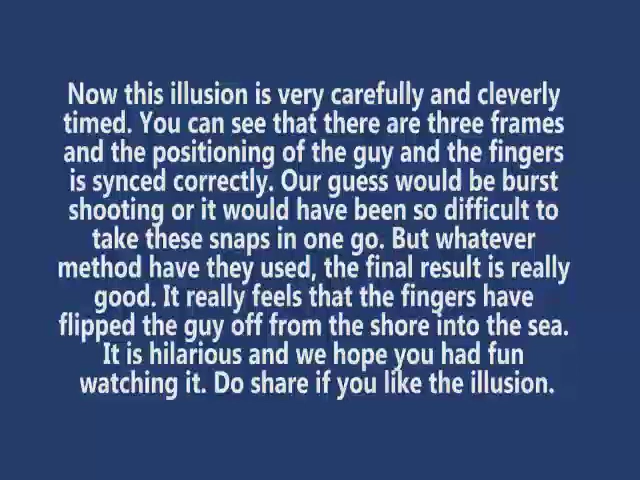 Now this illusion is very carefully and cleverly
timed. You can see that there are three frames
and the positioning of the guy and the fingers
is synced correctly. Our guess would be burst
shooting or it would have been so difficult to
take these snaps in one go. But whatever
method have they used, the final result is really
good. It really feels that the fingers have
flipped the guy off from the shore into the sea.
It is hilarious and we hope you had fun
watching it. Do share if you like the illusion.